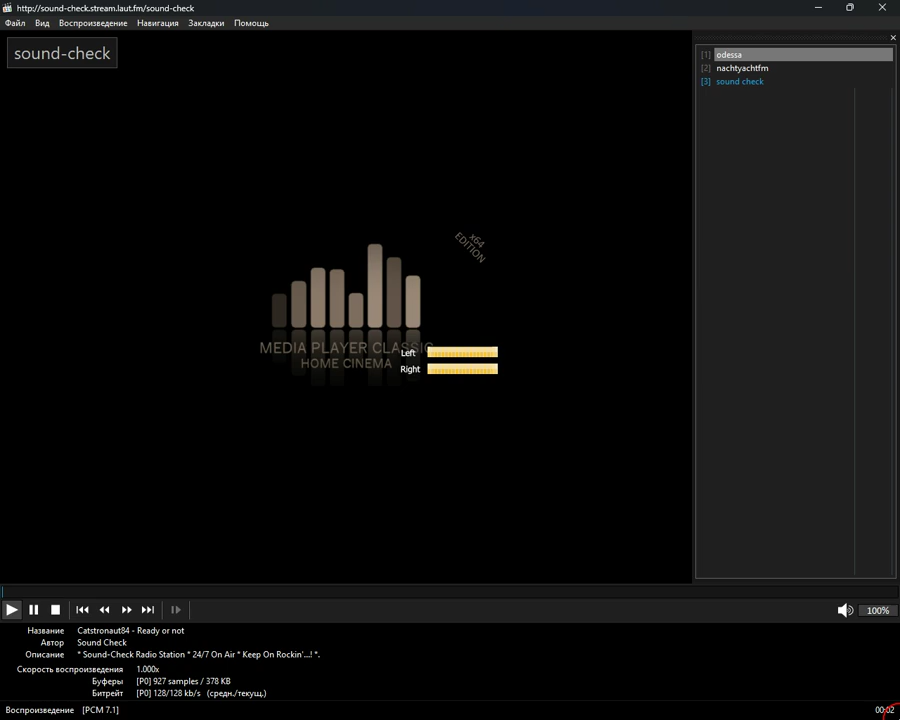 http://sound-check.stream.laut.fm/sound-check
Файл Вид Воспроизведение Навигация Закладки Помощь
sound-check
[1] odessa
[2] nachtyachtfm
[3] sound check
x64
EDITION
MEDIA PLAYER CLASSIC
HOME CINEMA
Left
Right
100%
Название Catstronaut84 - Ready or not
Автор Sound Check
Описание * Sound-Check Radio Station * 24/7 On Air * Keep On Rockin'...! *.
Скорость воспроизведения 1.000x
Буферы [P0] 927 samples / 378 KB
Битрейт [P0] 128/128 kb/s (средн./текущ.)
Воспроизведение [PCM 7.1] 00:02